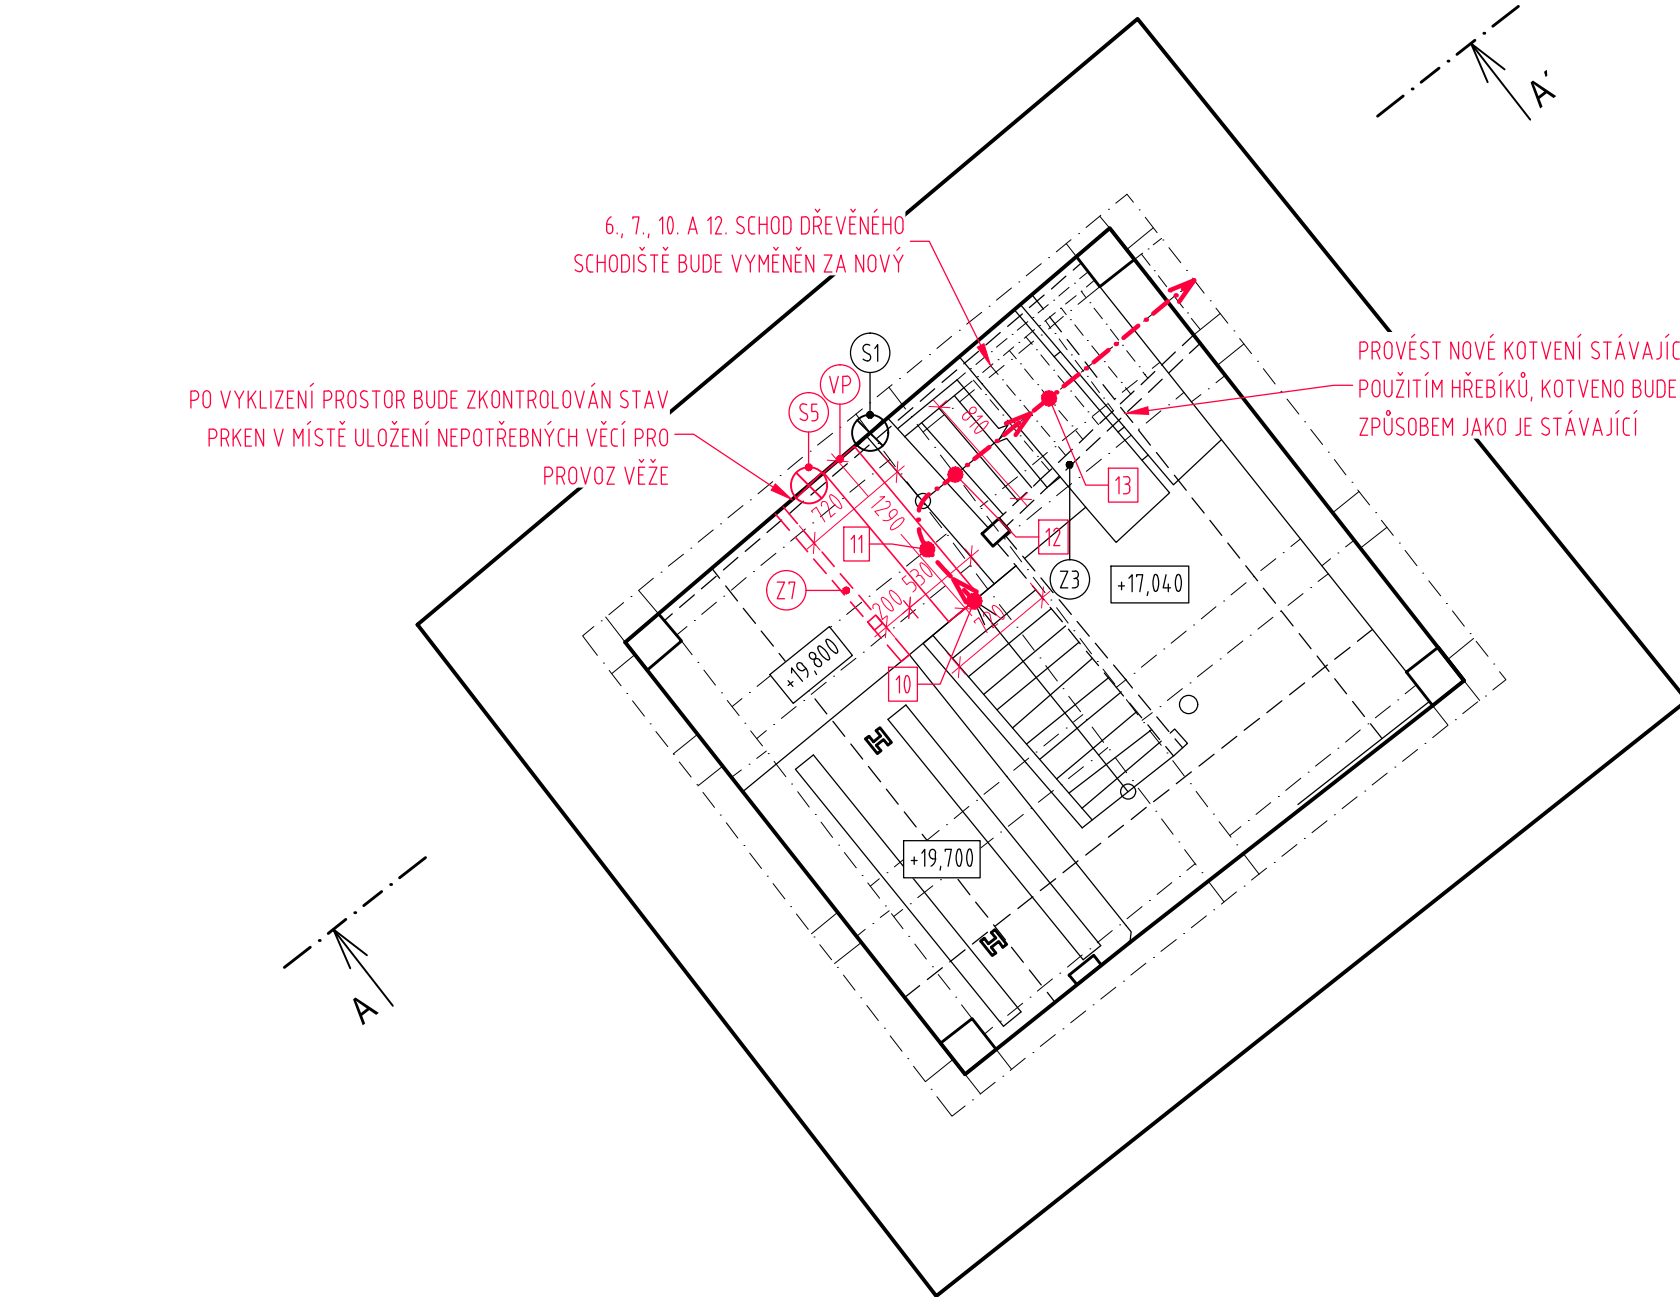 A´
6., 7., 10. A 12. SCHOD DŘEVĚNÉHO
SCHODIŠTĚ BUDE VYMĚNĚN ZA NOVÝ
PROVÉST NOVÉ KOTVENÍ
POUŽITÍM HŘEBÍKŮ, KOTVENO BUDE
ZPŮSOBEM JAKO JE STÁVAJÍCÍ
S1
VP
S5
PO VYKLIZENÍ PROSTOR BUDE ZKONTROLOVÁN STAV
PRKEN V MÍSTĚ ULOŽENÍ NEPOTŘEBNÝCH VĚCÍ PRO
PROVOZ VĚŽE
810
13
720
1290
11
12
Z3
+17,040
Z7
530
200
10
+19,800
+19,700
A